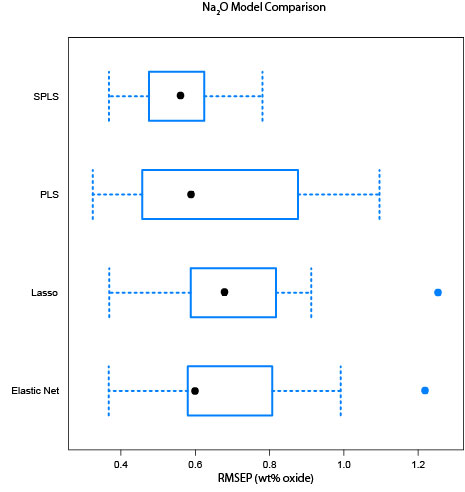 Na₂O Model Comparison
SPLS
PLS
Lasso
Elastic Net
0.4 0.6 0.8 1.0 1.2
RMSEP (wt% oxide)